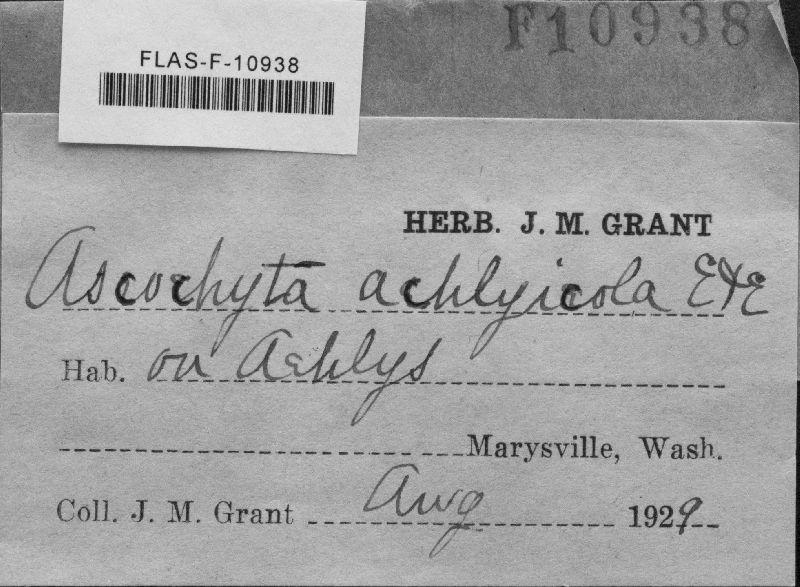 F10938
FLAS-F-10938
HERB. J. M. GRANT
Ascochyta achlyicola E&E
Hab. on Achlys
Marysville, Wash.
Coll. J. M. Grant Aug 1929